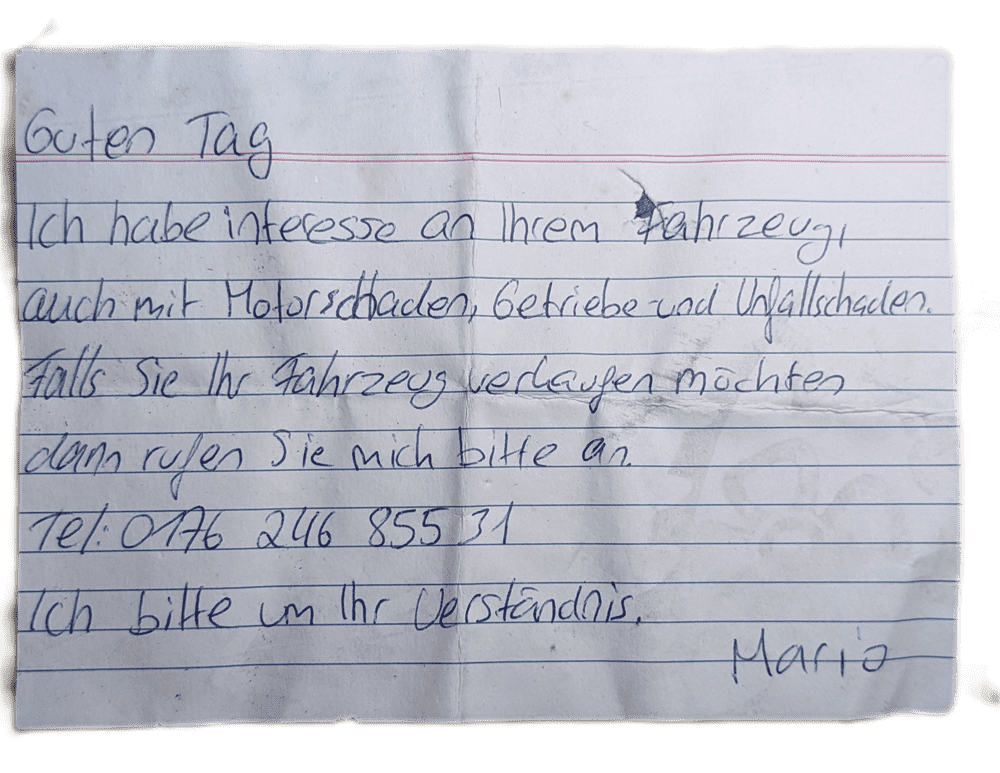 Guten Tag
Ich habe interesse an Ihrem Fahrzeug,
auch mit Motorschaden, Getriebe und Unfallschaden.
Falls Sie Ihr Fahrzeug verkaufen möchten
dann rufen Sie mich bitte an.
Tel: 0176 246 855 31
Ich bitte um Ihr Verständnis.
Mario